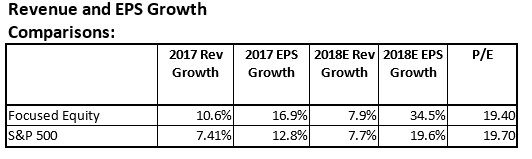 Revenue and EPS Growth
Comparisons:
2017 Rev Growth 2017 EPS Growth 2018E Rev Growth 2018E EPS Growth P/E
Focused Equity 10.6% 16.9% 7.9% 34.5% 19.40
S&P 500 7.41% 12.8% 7.7% 19.6% 19.70